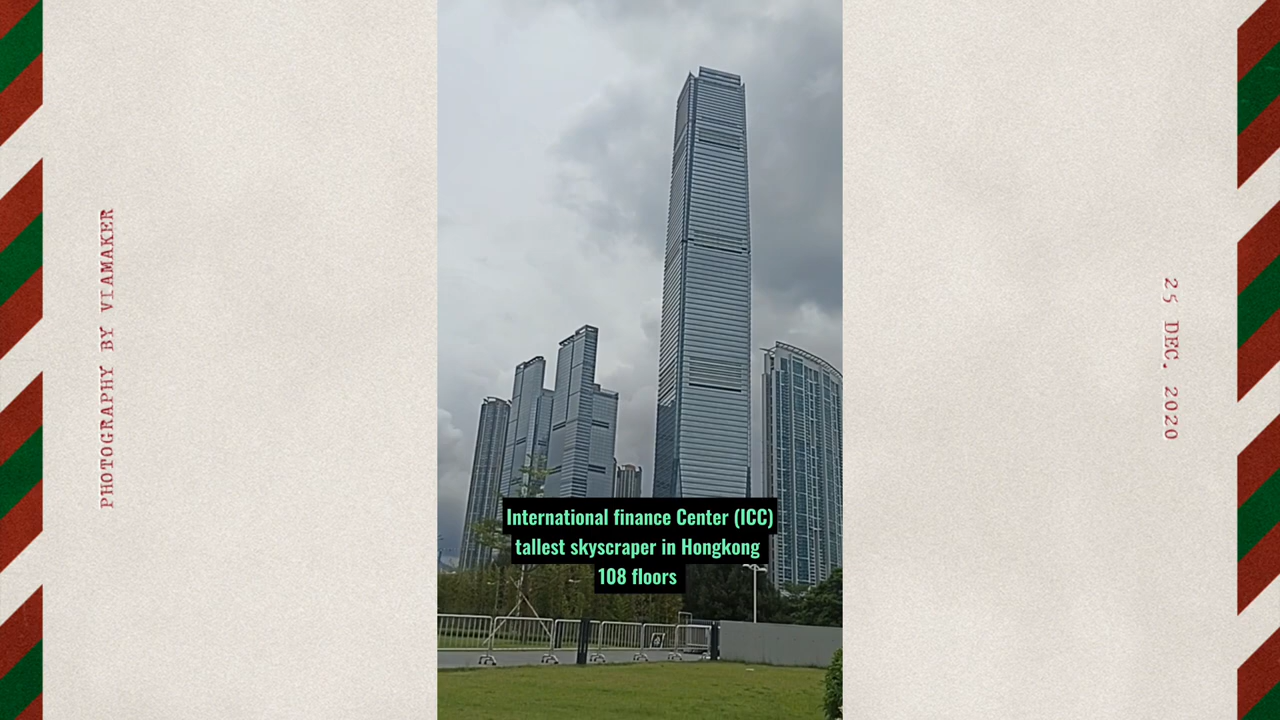 PHOTOGRAPHY BY VIAMAKER
International finance Center (ICC)
tallest skyscraper in Hongkong
108 floors
25 DEC. 2020